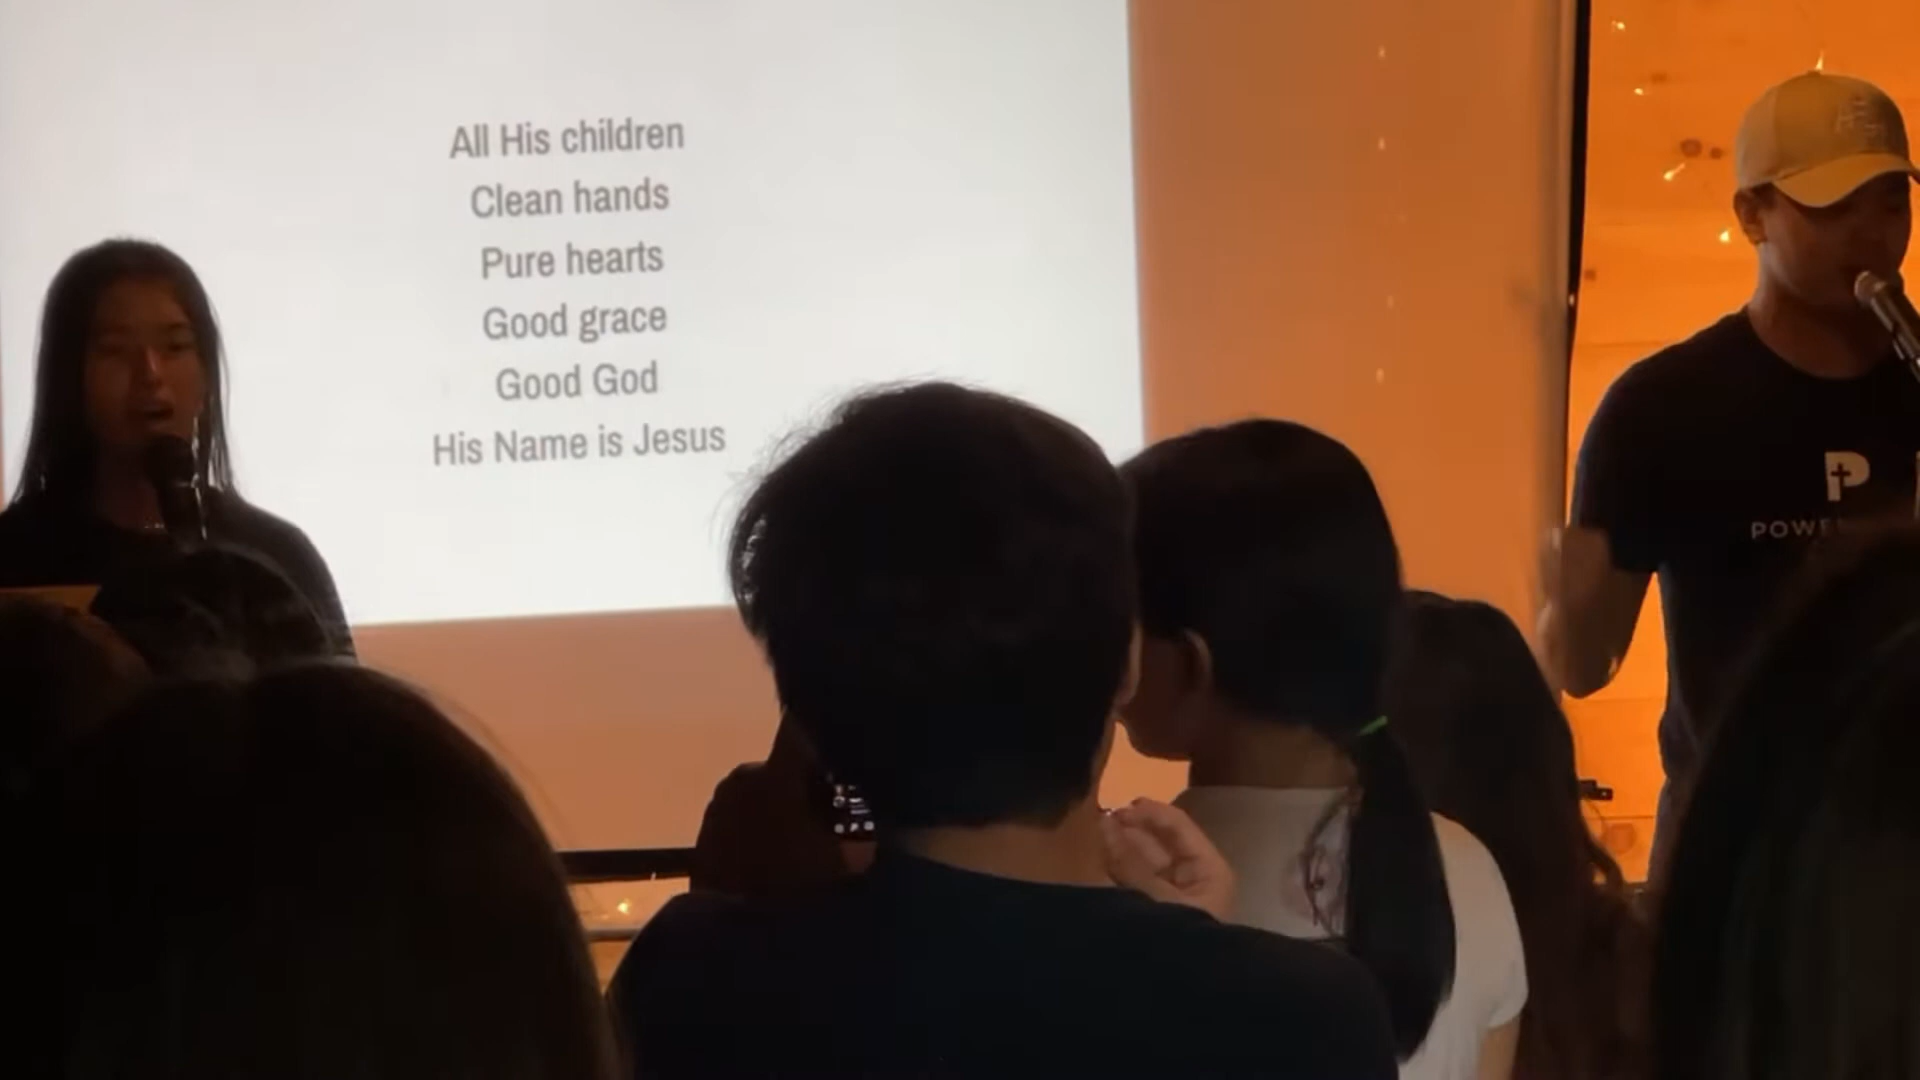 All His children
Clean hands
Pure hearts
Good grace
Good God
His Name is Jesus
P